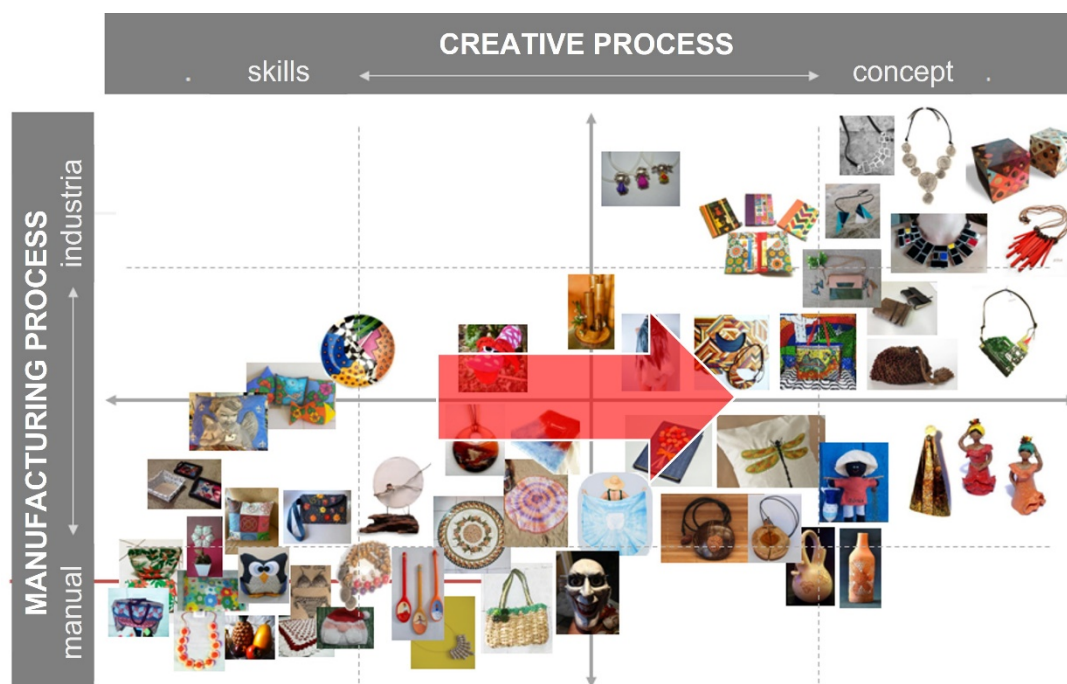 CREATIVE PROCESS
skills
concept
MANUFACTURING PROCESS
industria
manual